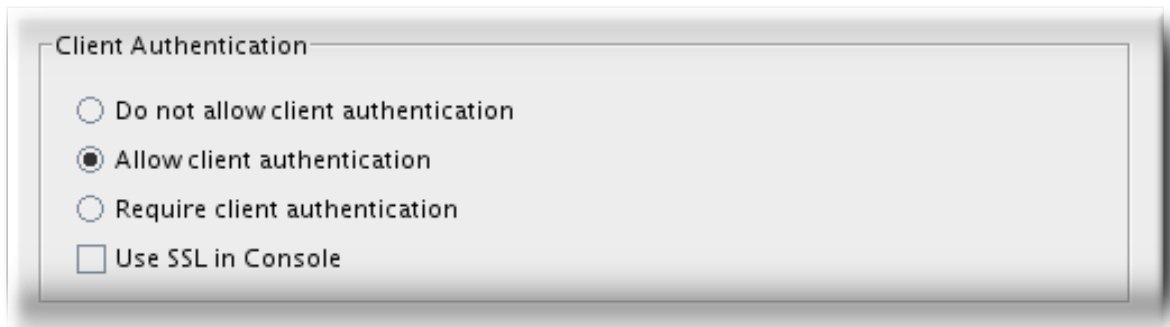 Client Authentication
Do not allow client authentication
Allow client authentication
Require client authentication
Use SSL in Console